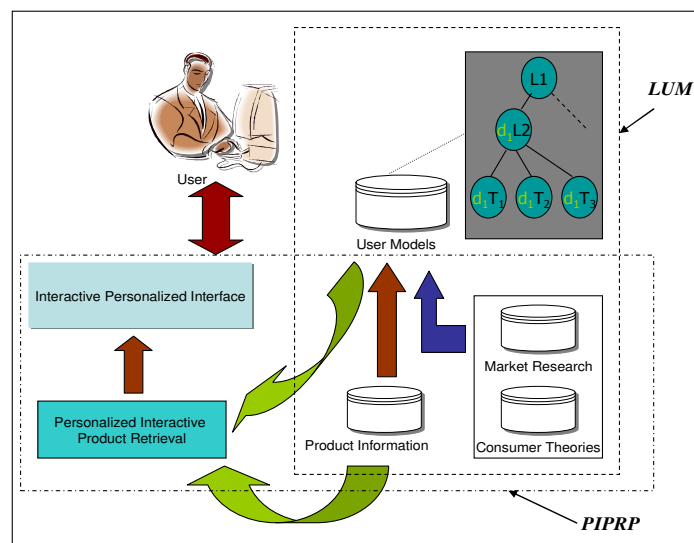 L1
LUM
d₁L2
User
d₁T₁ d₁T₂ d₁T₃
User Models
Interactive Personalized Interface
Market Research
Personalized Interactive
Product Retrieval
Product Information
Consumer Theories
PIPRP